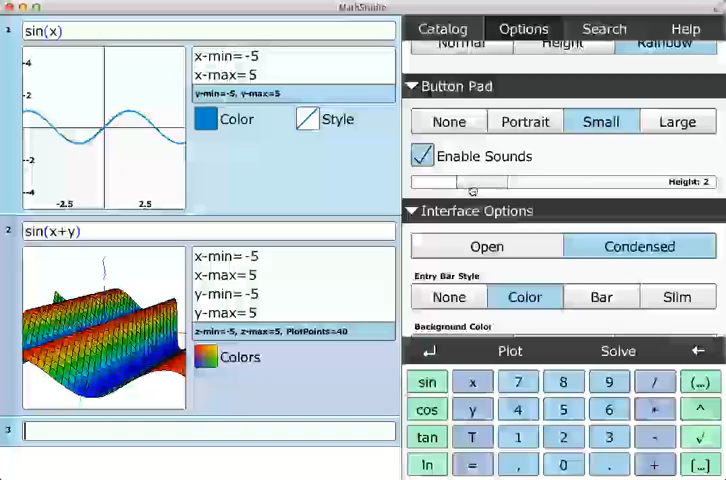 MathStudio
1
sin(x)
4
2
-2
-4
-2.5
2.5
x-min=-5
x-max=5
y-min=-5, y-max=5
Color
Style
2
sin(x+y)
x-min=-5
x-max=5
y-min=-5
y-max=5
z-min=-5, z-max=5, PlotPoints=40
Colors
3
Catalog Options Search Help
Normal Height Rainbow
Button Pad
None Portrait Small Large
Enable Sounds
Height: 2
Interface Options
Open Condensed
Entry Bar Style
None Color Bar Slim
Background Color
↵ Plot Solve ←
sin x 7 8 9 / (...)
cos y 4 5 6 * ^
tan T 1 2 3 - √
ln = , 0 . + [...]